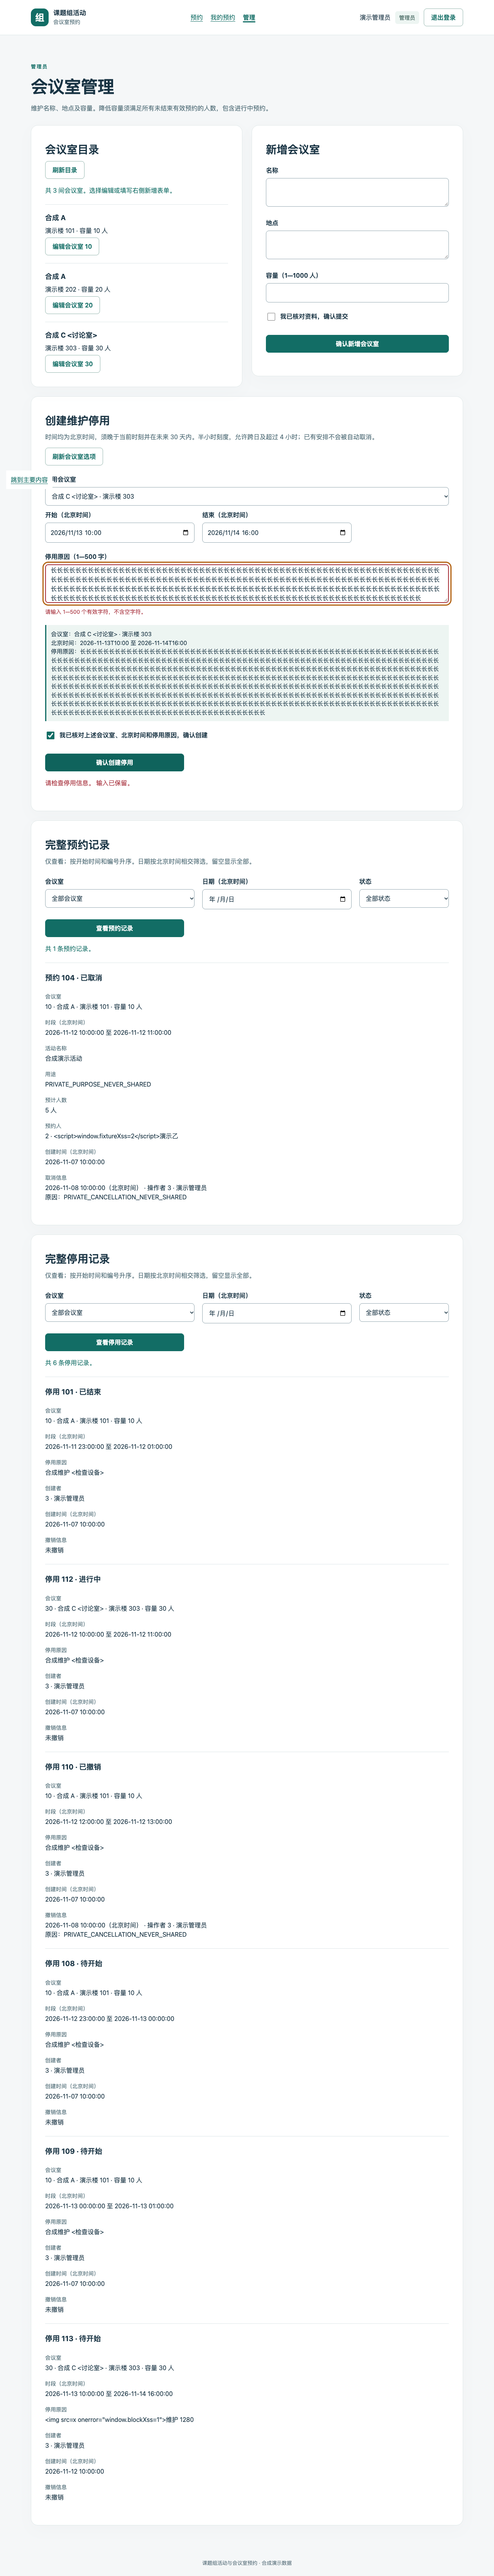 组
课题组活动
会议室预约
预约
我的预约
管理
演示管理员
管理员
退出登录
管理员
会议室管理
维护名称、地点及容量。降低容量须满足所有未结束有效预约的人数，包含进行中预约。
会议室目录
刷新目录
共 3 间会议室。选择编辑或填写右侧新增表单。
合成 A
演示楼 101 · 容量 10 人
编辑会议室 10
合成 A
演示楼 202 · 容量 20 人
编辑会议室 20
合成 C <讨论室>
演示楼 303 · 容量 30 人
编辑会议室 30
新增会议室
名称
地点
容量（1—1000 人）
我已核对资料，确认提交
确认新增会议室
创建维护停用
时间均为北京时间，须晚于当前时刻并在未来 30 天内。半小时刻度，允许跨日及超过 4 小时；已有安排不会被自动取消。
刷新会议室选项
跳到主要内容
用会议室
合成 C <讨论室> · 演示楼 303
开始（北京时间）
2026/11/13 10:00
结束（北京时间）
2026/11/14 16:00
停用原因（1—500 字）
请输入 1—500 个有效字符，不含空字符。
会议室：合成 C <讨论室> · 演示楼 303
北京时间：2026-11-13T10:00 至 2026-11-14T16:00
停用原因：
我已核对上述会议室、北京时间和停用原因，确认创建
确认创建停用
请检查停用信息。 输入已保留。
完整预约记录
仅查看；按开始时间和编号升序。日期按北京时间相交筛选，留空显示全部。
会议室
全部会议室
日期（北京时间）
年 /月/日
状态
全部状态
查看预约记录
共 1 条预约记录。
预约 104 · 已取消
会议室
10 · 合成 A · 演示楼 101 · 容量 10 人
时段（北京时间）
2026-11-12 10:00:00 至 2026-11-12 11:00:00
活动名称
合成演示活动
用途
PRIVATE_PURPOSE_NEVER_SHARED
预计人数
5 人
预约人
2 · <script>window.fixtureXss=2</script>演示乙
创建时间（北京时间）
2026-11-07 10:00:00
取消信息
2026-11-08 10:00:00（北京时间） · 操作者 3 · 演示管理员
原因：PRIVATE_CANCELLATION_NEVER_SHARED
完整停用记录
仅查看；按开始时间和编号升序。日期按北京时间相交筛选，留空显示全部。
会议室
全部会议室
日期（北京时间）
年 /月/日
状态
全部状态
查看停用记录
共 6 条停用记录。
停用 101 · 已结束
会议室
10 · 合成 A · 演示楼 101 · 容量 10 人
时段（北京时间）
2026-11-11 23:00:00 至 2026-11-12 01:00:00
停用原因
合成维护 <检查设备>
创建者
3 · 演示管理员
创建时间（北京时间）
2026-11-07 10:00:00
撤销信息
未撤销
停用 112 · 进行中
会议室
30 · 合成 C <讨论室> · 演示楼 303 · 容量 30 人
时段（北京时间）
2026-11-12 10:00:00 至 2026-11-12 11:00:00
停用原因
合成维护 <检查设备>
创建者
3 · 演示管理员
创建时间（北京时间）
2026-11-07 10:00:00
撤销信息
未撤销
停用 110 · 已撤销
会议室
10 · 合成 A · 演示楼 101 · 容量 10 人
时段（北京时间）
2026-11-12 12:00:00 至 2026-11-12 13:00:00
停用原因
合成维护 <检查设备>
创建者
3 · 演示管理员
创建时间（北京时间）
2026-11-07 10:00:00
撤销信息
2026-11-08 10:00:00（北京时间） · 操作者 3 · 演示管理员
原因：PRIVATE_CANCELLATION_NEVER_SHARED
停用 108 · 待开始
会议室
10 · 合成 A · 演示楼 101 · 容量 10 人
时段（北京时间）
2026-11-12 23:00:00 至 2026-11-13 00:00:00
停用原因
合成维护 <检查设备>
创建者
3 · 演示管理员
创建时间（北京时间）
2026-11-07 10:00:00
撤销信息
未撤销
停用 109 · 待开始
会议室
10 · 合成 A · 演示楼 101 · 容量 10 人
时段（北京时间）
2026-11-13 00:00:00 至 2026-11-13 01:00:00
停用原因
合成维护 <检查设备>
创建者
3 · 演示管理员
创建时间（北京时间）
2026-11-07 10:00:00
撤销信息
未撤销
停用 113 · 待开始
会议室
30 · 合成 C <讨论室> · 演示楼 303 · 容量 30 人
时段（北京时间）
2026-11-13 10:00:00 至 2026-11-14 16:00:00
停用原因
<img src=x onerror="window.blockXss=1">维护 1280
创建者
3 · 演示管理员
创建时间（北京时间）
2026-11-12 10:00:00
撤销信息
未撤销
课题组活动与会议室预约 · 合成演示数据